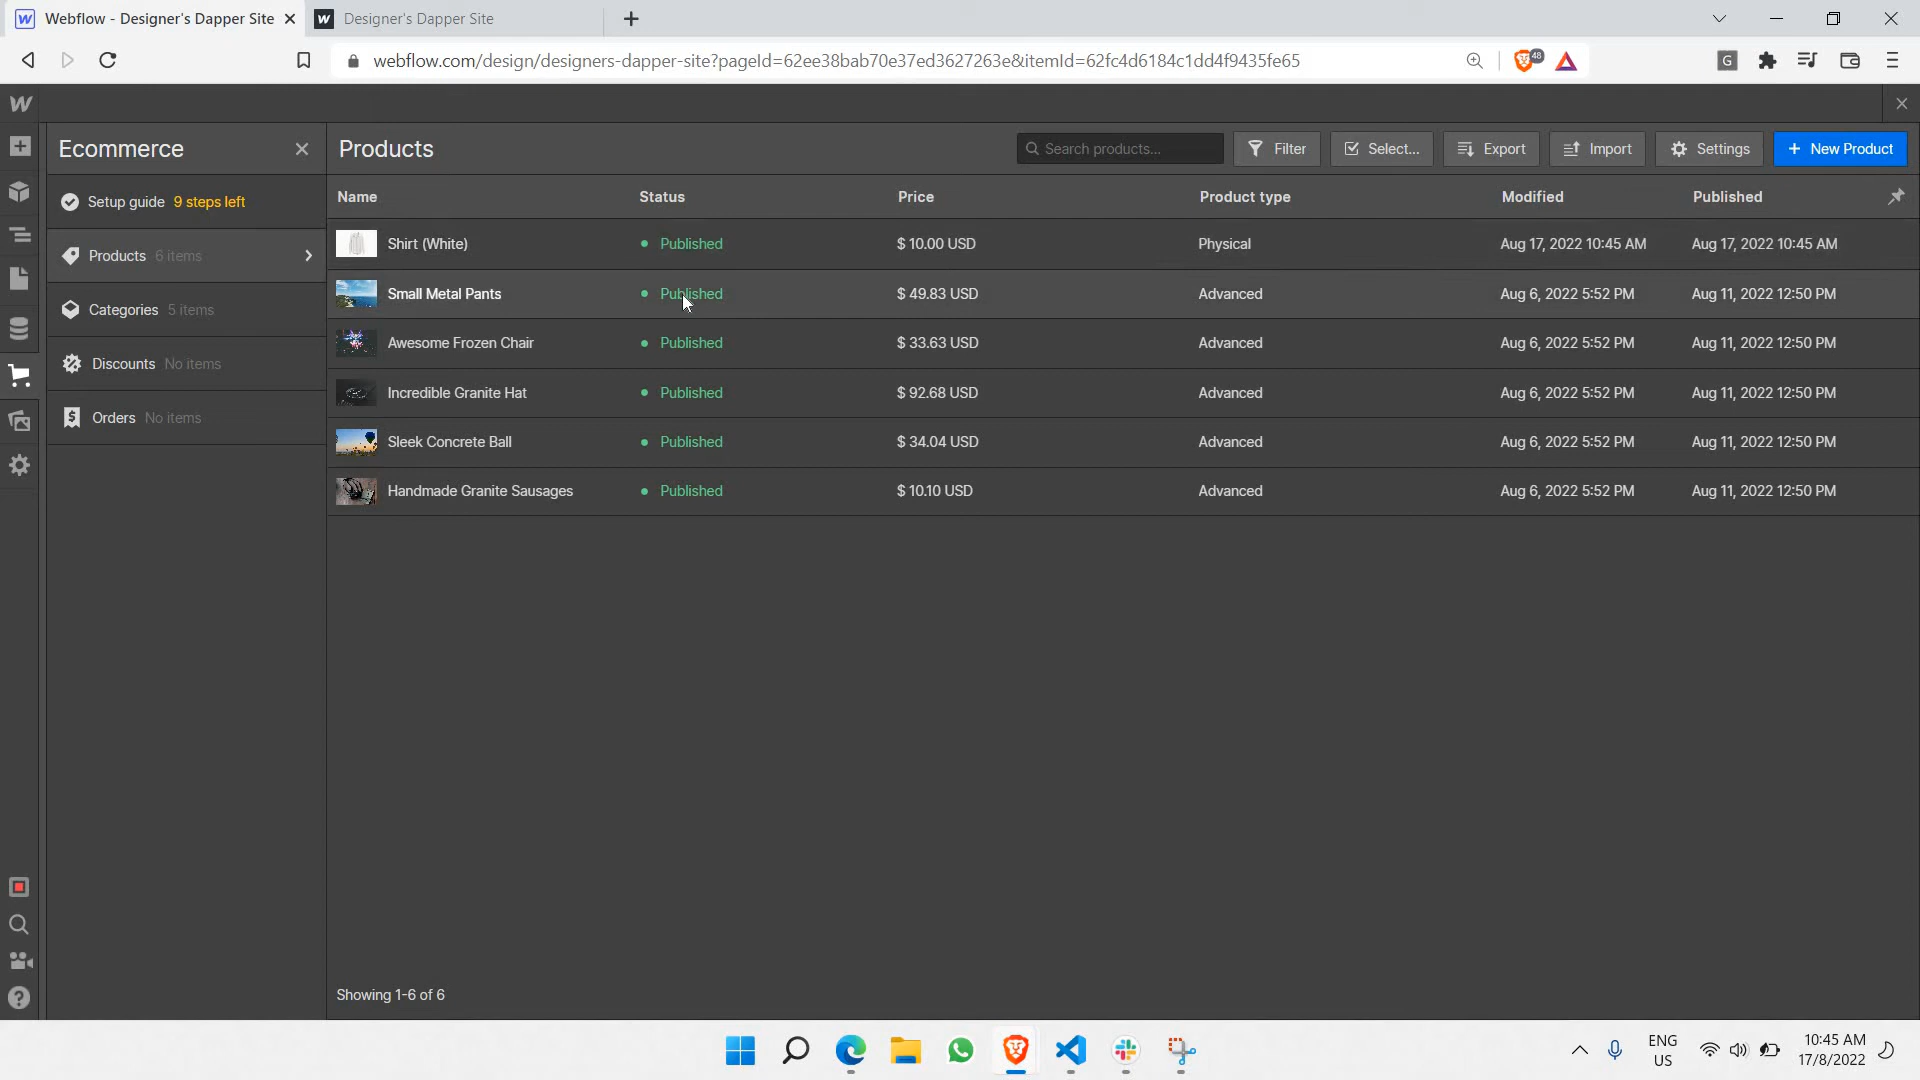 Webflow - Designer's Dapper Site
Designer's Dapper Site
webflow.com/design/designers-dapper-site?pageId=62ee38bab70e37ed3627263e&itemId=62fc4d6184c1dd4f9435fe65
48
G
Ecommerce
Products
Search products...
Filter
Select...
Export
Import
Settings
+ New Product
Setup guide 9 steps left
Products 6 items
Categories 5 items
Discounts No items
Orders No items
Name Status Price Product type Modified Published
Shirt (White) Published $ 10.00 USD Physical Aug 17, 2022 10:45 AM Aug 17, 2022 10:45 AM
Small Metal Pants Published $ 49.83 USD Advanced Aug 6, 2022 5:52 PM Aug 11, 2022 12:50 PM
Awesome Frozen Chair Published $ 33.63 USD Advanced Aug 6, 2022 5:52 PM Aug 11, 2022 12:50 PM
Incredible Granite Hat Published $ 92.68 USD Advanced Aug 6, 2022 5:52 PM Aug 11, 2022 12:50 PM
Sleek Concrete Ball Published $ 34.04 USD Advanced Aug 6, 2022 5:52 PM Aug 11, 2022 12:50 PM
Handmade Granite Sausages Published $ 10.10 USD Advanced Aug 6, 2022 5:52 PM Aug 11, 2022 12:50 PM
Showing 1-6 of 6
ENG
US
10:45 AM
17/8/2022